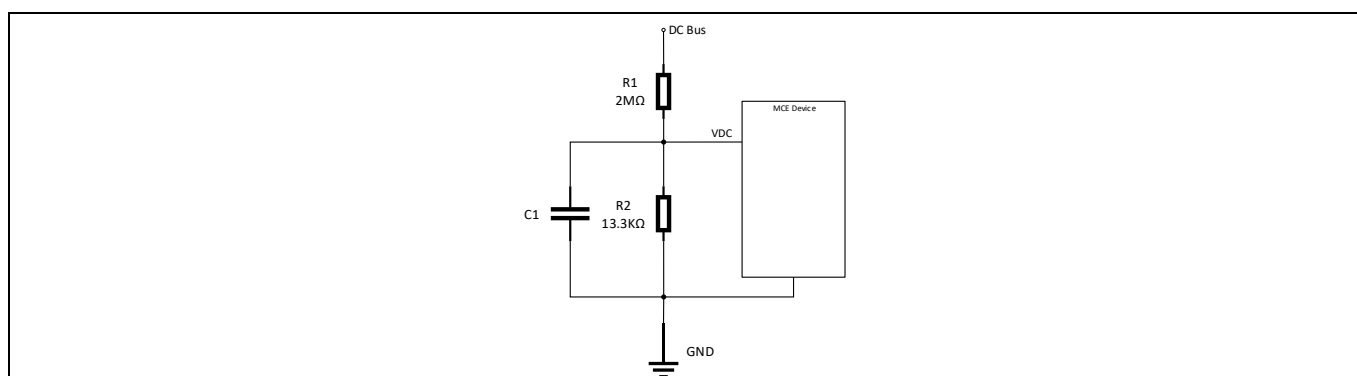 DC Bus
R1
2MΩ
MCE Device
VDC
R2
C1
13.3KΩ
GND